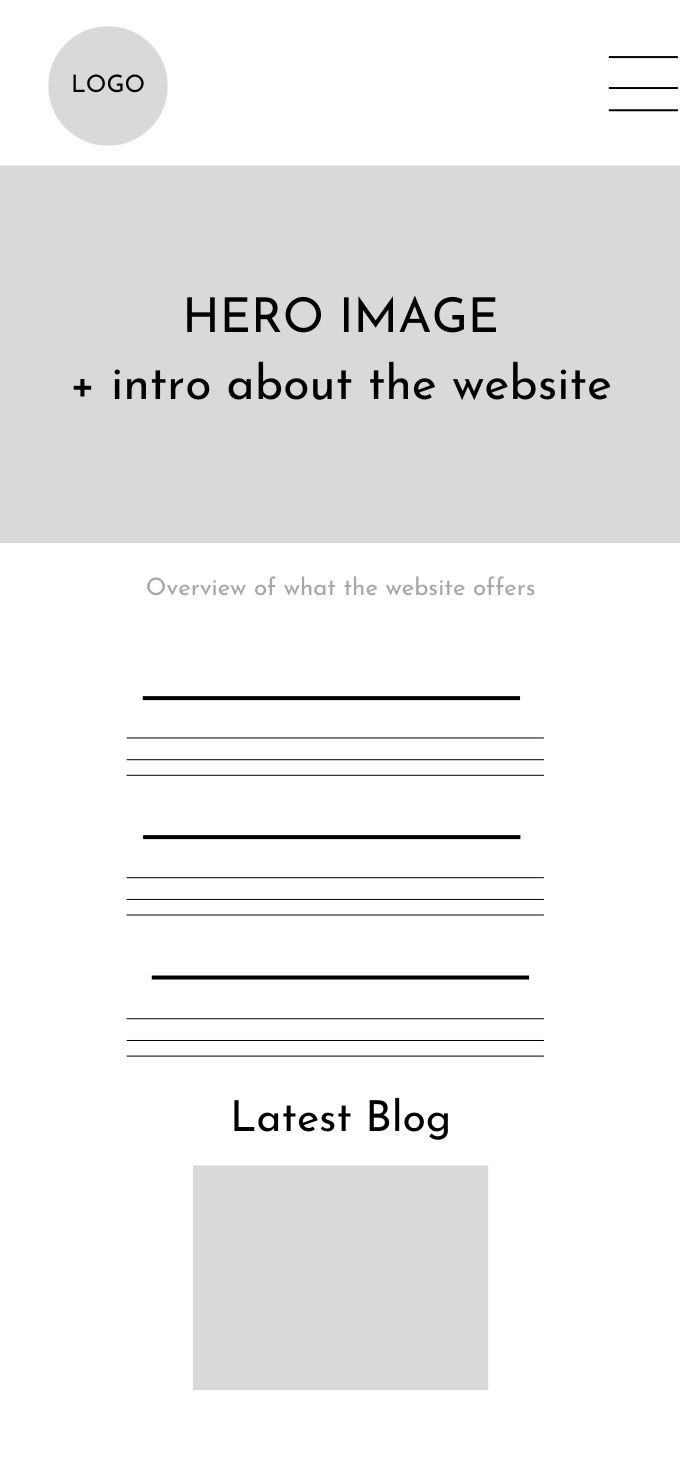 LOGO
HERO IMAGE
+ intro about the website
Overview of what the website offers
Latest Blog